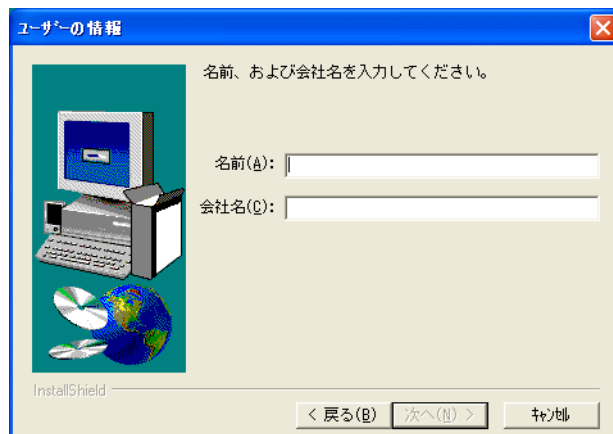 ユーザーの情報
名前、および会社名を入力してください。
名前(A):
会社名(C):
InstallShield
< 戻る(B)
次へ(N) >
キャンセル